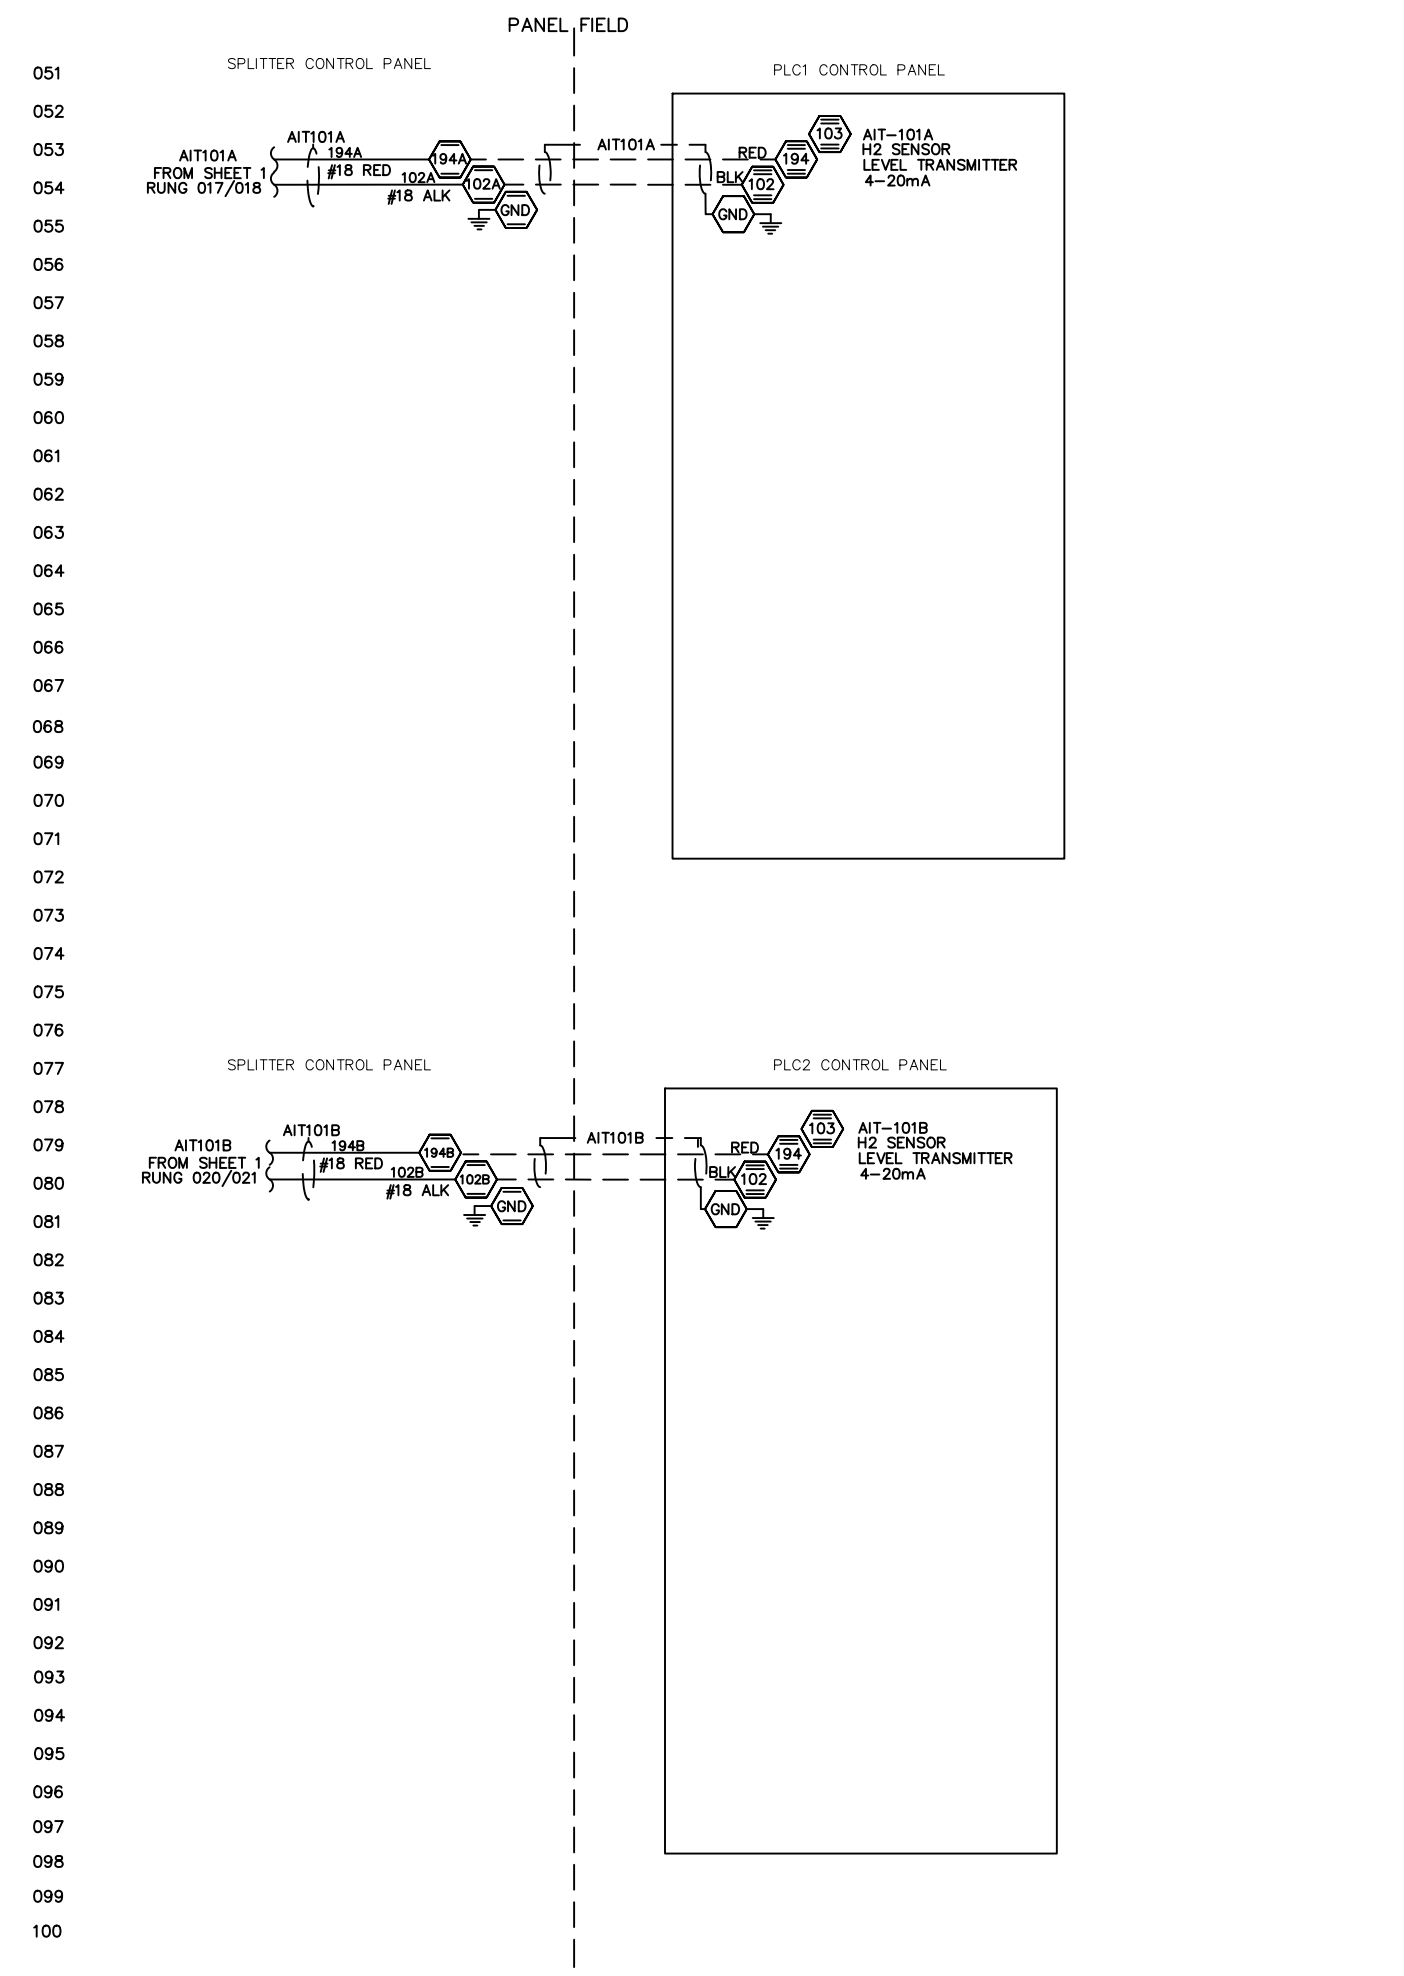 PANEL FIELD
SPLITTER CONTROL PANEL
PLC1 CONTROL PANEL
051
052
053
054
055
056
057
058
059
060
061
062
063
064
065
066
067
068
069
070
071
072
073
074
075
076
077
078
079
080
081
082
083
084
085
086
087
088
089
090
091
092
093
094
095
096
097
098
099
100
AIT101A
FROM SHEET 1
RUNG 017/018
AIT101A
194A
#18 RED
102A
#18 ALK
194A
102A
GND
AIT101A
RED
BLK
103
194
102
GND
AIT-101A
H2 SENSOR
LEVEL TRANSMITTER
4-20mA
SPLITTER CONTROL PANEL
PLC2 CONTROL PANEL
AIT101B
FROM SHEET 1
RUNG 020/021
AIT101B
194B
#18 RED
102B
#18 ALK
194B
102B
GND
AIT101B
RED
BLK
103
194
102
GND
AIT-101B
H2 SENSOR
LEVEL TRANSMITTER
4-20mA